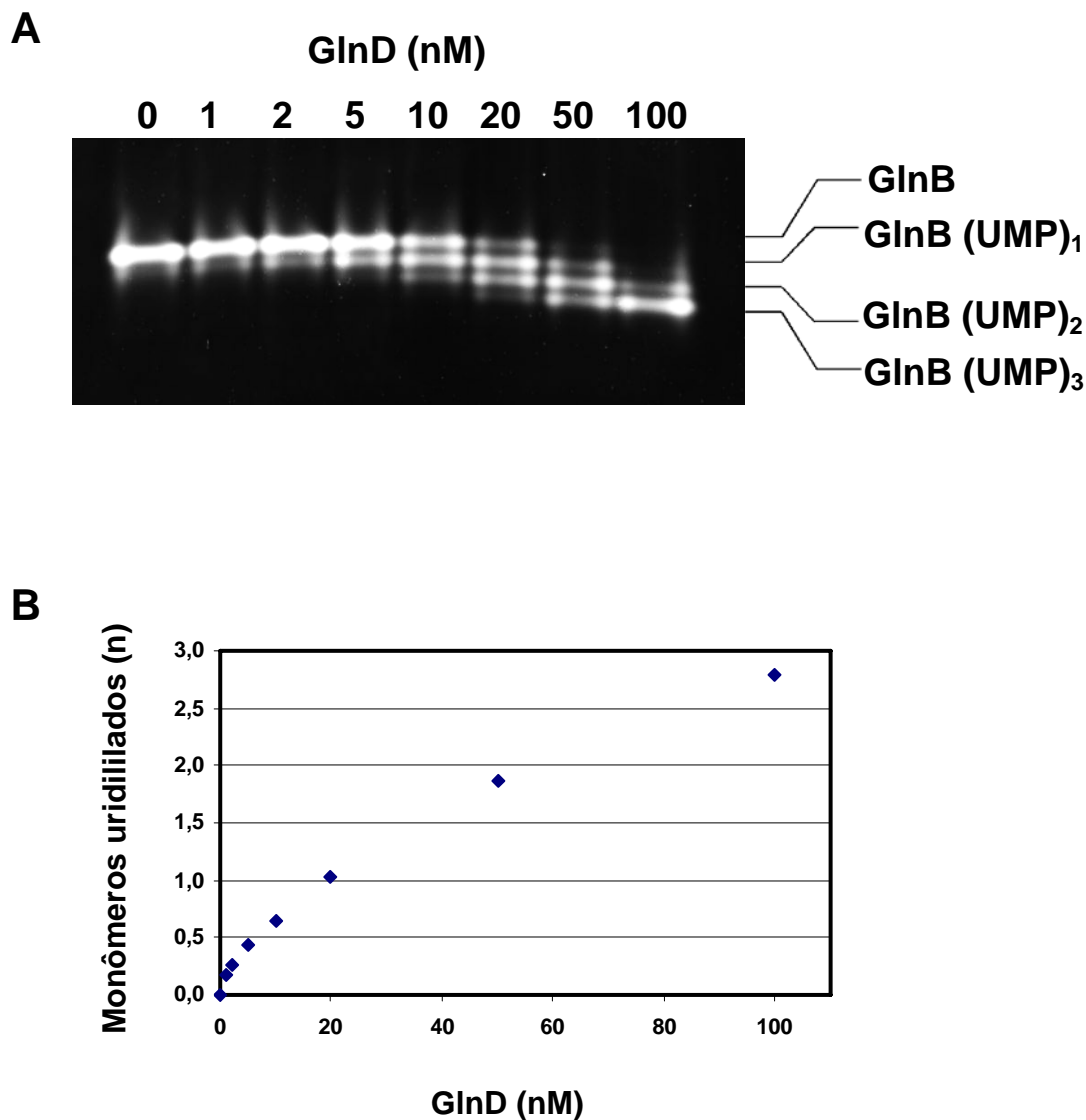 A
GlnD (nM)
0 1 2 5 10 20 50 100
GlnB
GlnB (UMP)₁
GlnB (UMP)₂
GlnB (UMP)₃
B
Monômeros uridililados (n)
3,0
2,5
2,0
1,5
1,0
0,5
0,0
0 20 40 60 80 100
GlnD (nM)